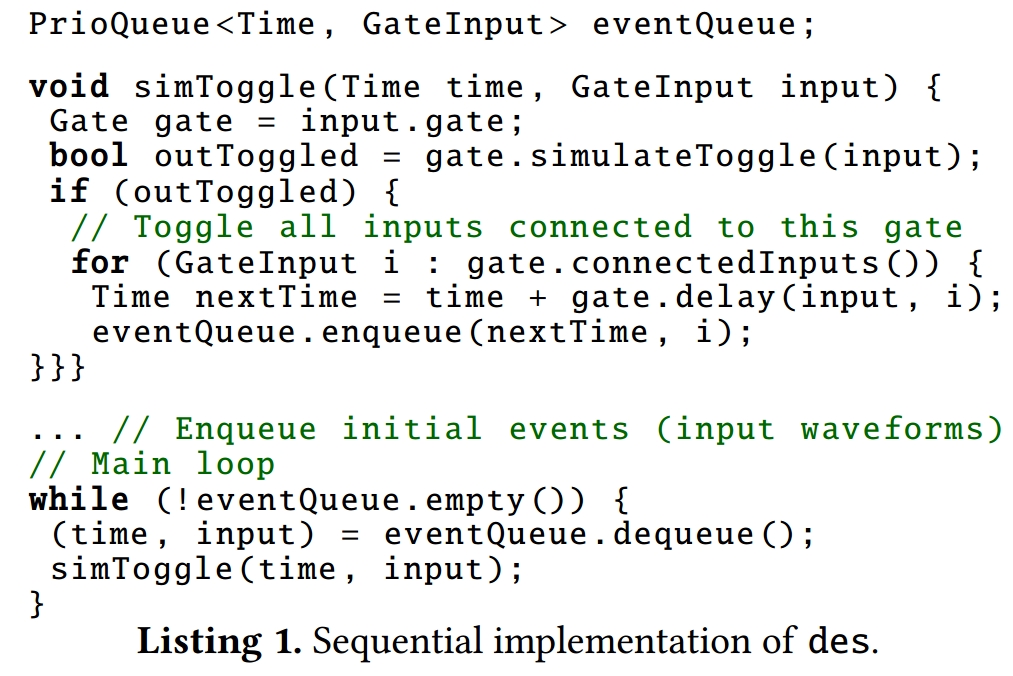 PrioQueue<Time, GateInput> eventQueue;
void simToggle(Time time, GateInput input) {
Gate gate = input.gate;
bool outToggled = gate.simulateToggle(input);
if (outToggled) {
// Toggle all inputs connected to this gate
for (GateInput i : gate.connectedInputs()) {
Time nextTime = time + gate.delay(input, i);
eventQueue.enqueue(nextTime, i);
}}}
... // Enqueue initial events (input waveforms)
// Main loop
while (!eventQueue.empty()) {
(time, input) = eventQueue.dequeue();
simToggle(time, input);
}
Listing 1. Sequential implementation of des.